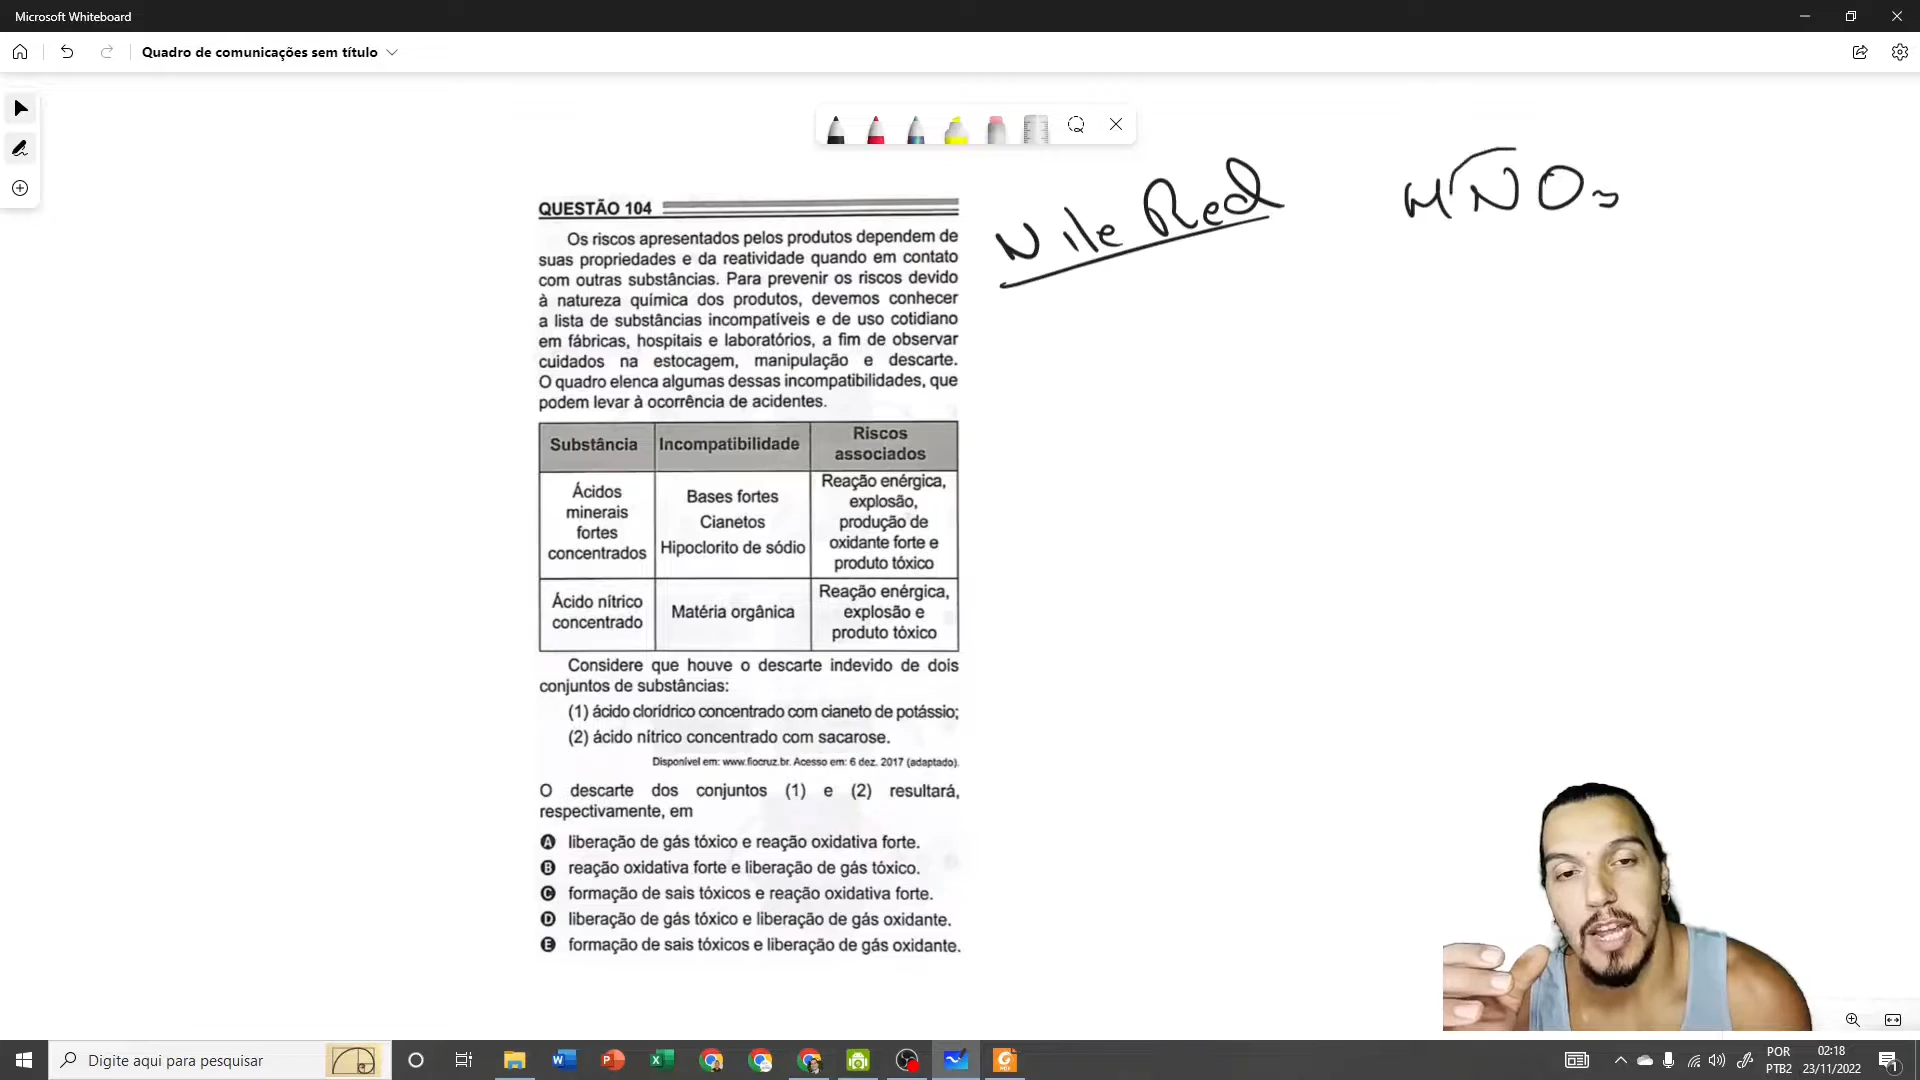 Microsoft Whiteboard
Quadro de comunicações sem título
Nile Red
HNO3
QUESTÃO 104
Os riscos apresentados pelos produtos dependem de
suas propriedades e da reatividade quando em contato
com outras substâncias. Para prevenir os riscos devido
à natureza química dos produtos, devemos conhecer
a lista de substâncias incompatíveis e de uso cotidiano
em fábricas, hospitais e laboratórios, a fim de observar
cuidados na estocagem, manipulação e descarte.
O quadro elenca algumas dessas incompatibilidades, que
podem levar à ocorrência de acidentes.
Substância Incompatibilidade Riscos
associados
Ácidos
minerais
fortes
concentrados
Bases fortes
Cianetos
Hipoclorito de sódio
Reação enérgica,
explosão,
produção de
oxidante forte e
produto tóxico
Ácido nítrico
concentrado
Matéria orgânica
Reação enérgica,
explosão e
produto tóxico
Considere que houve o descarte indevido de dois
conjuntos de substâncias:
(1) ácido clorídrico concentrado com cianeto de potássio;
(2) ácido nítrico concentrado com sacarose.
Disponível em: www.fiocruz.br. Acesso em: 6 dez. 2017 (adaptado).
O descarte dos conjuntos (1) e (2) resultará,
respectivamente, em
A liberação de gás tóxico e reação oxidativa forte.
B reação oxidativa forte e liberação de gás tóxico.
C formação de sais tóxicos e reação oxidativa forte.
D liberação de gás tóxico e liberação de gás oxidante.
E formação de sais tóxicos e liberação de gás oxidante.
Digite aqui para pesquisar
POR
PTB2
02:18
23/11/2022